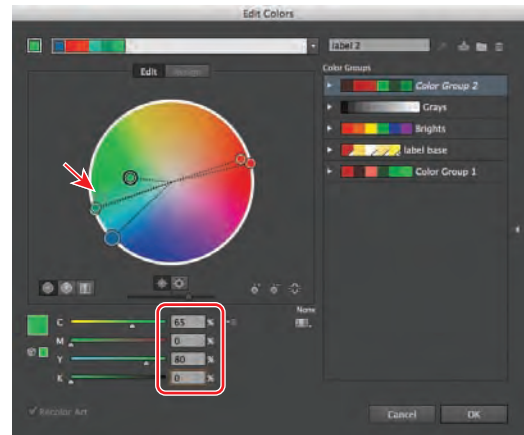 Edit Colors
label 2
Edit Assign
Color Groups
Color Group 2
Grays
Brights
label base
Color Group 1
None
C 65 %
M 0 %
Y 80 %
K 0 %
Recolor Art
Cancel OK